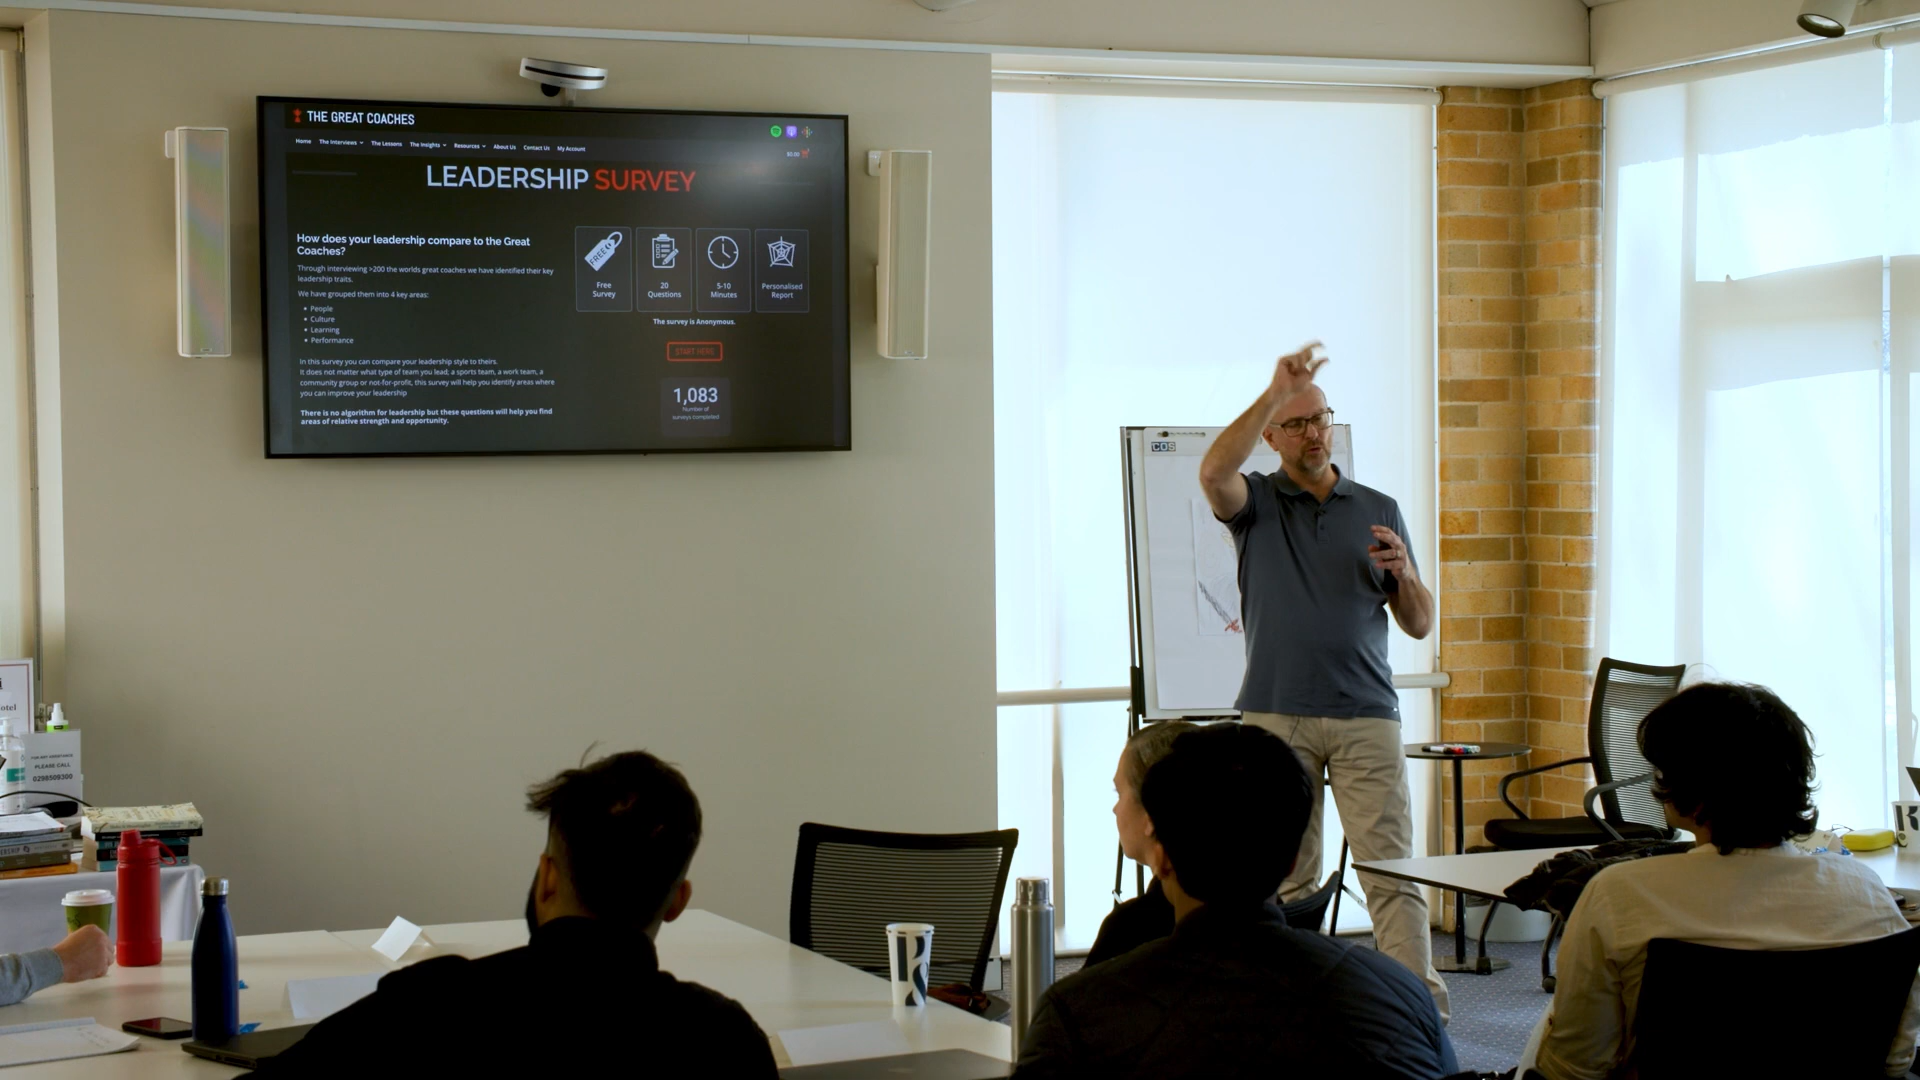 THE GREAT COACHES
Home The Interviews The Lessons The Insights Resources About Us Contact Us My Account
$0.00
LEADERSHIP SURVEY
How does your leadership compare to the Great
Coaches?
Through interviewing >200 the worlds great coaches we have identified their key
leadership traits.
We have grouped them into 4 key areas:
• People
• Culture
• Learning
• Performance
In this survey you can compare your leadership style to theirs.
It does not matter what type of team you lead; a sports team, a work team, a
community group or not-for-profit, this survey will help you identify areas where
you can improve your leadership
There is no algorithm for leadership but these questions will help you find
areas of relative strength and opportunity.
FREE
Free
Survey
20
Questions
5-10
Minutes
Personalised
Report
The survey is Anonymous.
START HERE
1,083
Number of
surveys completed
COS
PLEASE CALL
0298509300